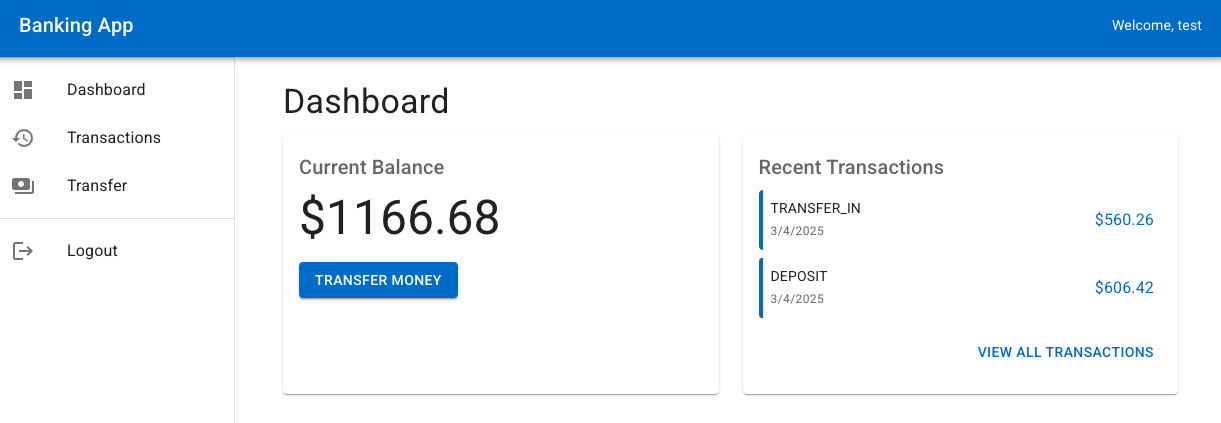 Banking App
Welcome, test
Dashboard
Transactions
Transfer
Logout
Dashboard
Current Balance
$1166.68
TRANSFER MONEY
Recent Transactions
TRANSFER_IN
3/4/2025
$560.26
DEPOSIT
3/4/2025
$606.42
VIEW ALL TRANSACTIONS